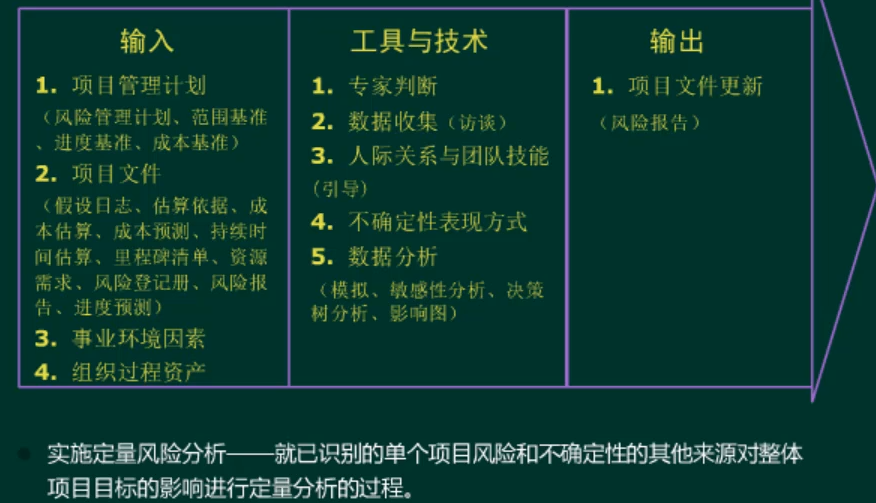 输入
1. 项目管理计划
（风险管理计划、范围基准
、进度基准、成本基准）
2. 项目文件
（假设日志、估算依据、成
本估算、成本预测、持续时
间估算、里程碑清单、资源
需求、风险登记册、风险报
告、进度预测）
3. 事业环境因素
4. 组织过程资产
工具与技术
1. 专家判断
2. 数据收集（访谈）
3. 人际关系与团队技能
(引导)
4. 不确定性表现方式
5. 数据分析
（模拟、敏感性分析、决策
树分析、影响图）
输出
1. 项目文件更新
（风险报告）
实施定量风险分析——就已识别的单个项目风险和不确定性的其他来源对整体
项目目标的影响进行定量分析的过程。